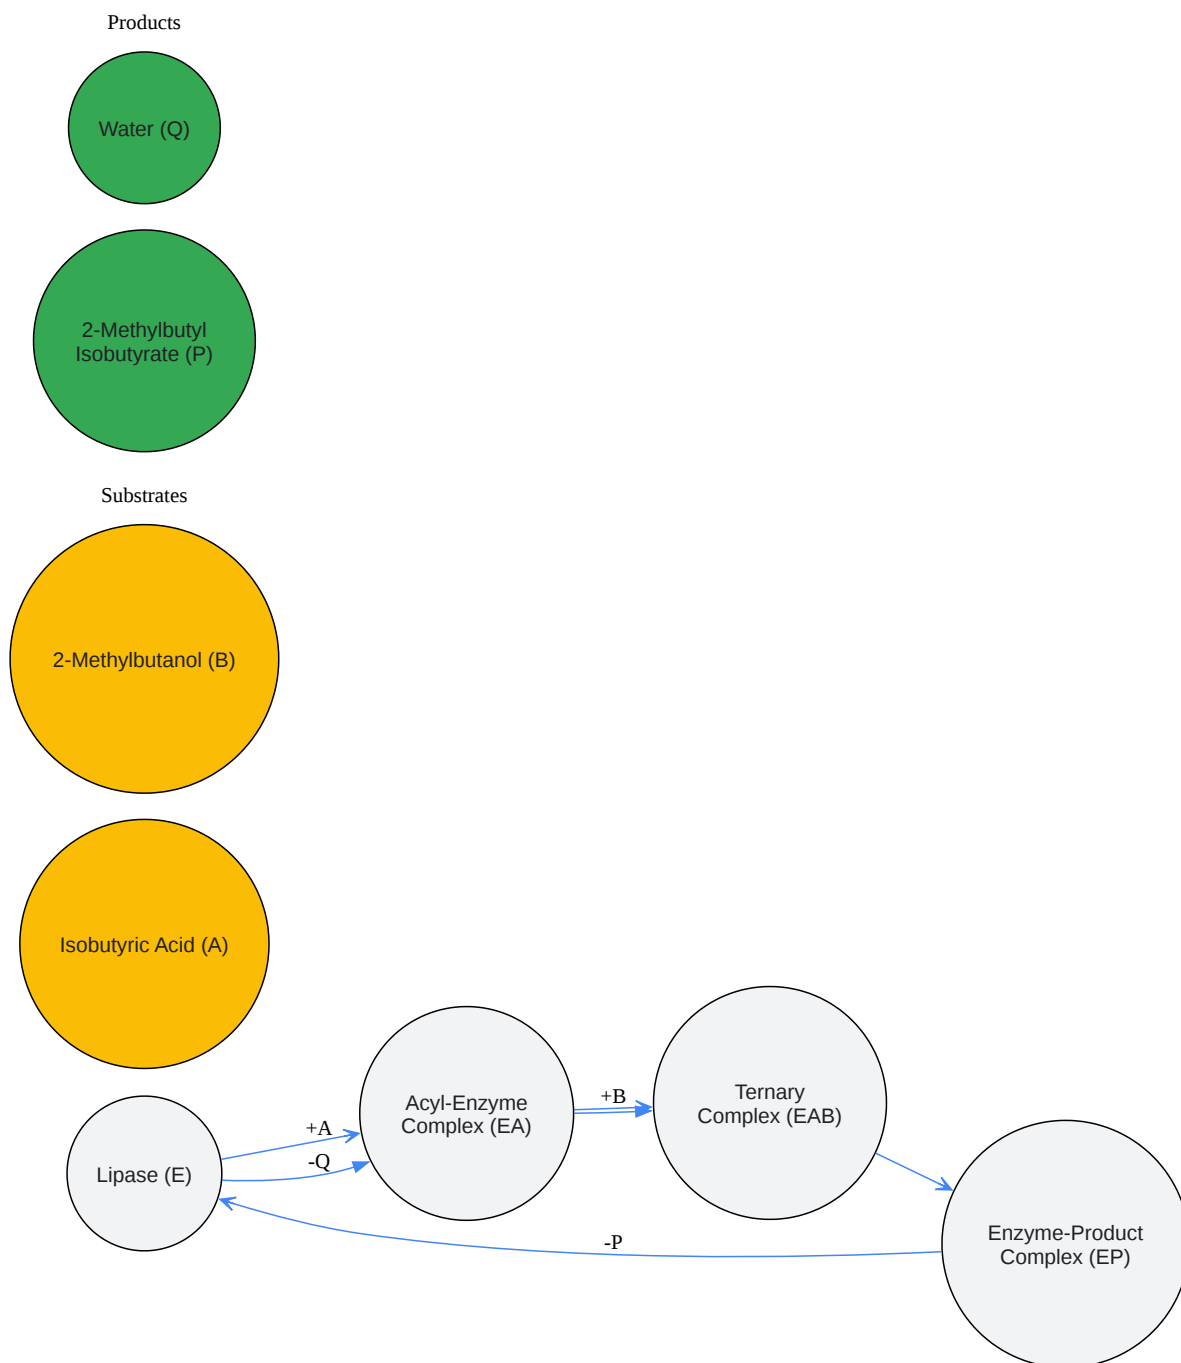 Products
Water (Q)
2-Methylbutyl
Isobutyrate (P)
Substrates
2-Methylbutanol (B)
Isobutyric Acid (A)
Lipase (E)
+A
-Q
Acyl-Enzyme
Complex (EA)
+B
Ternary
Complex (EAB)
-P
Enzyme-Product
Complex (EP)